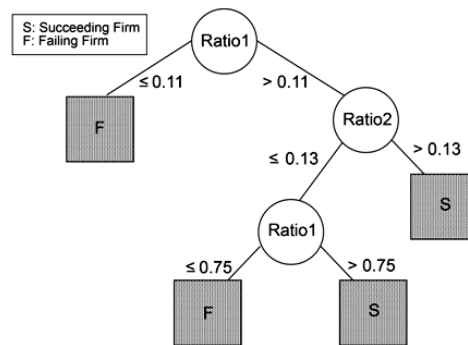 S: Succeeding Firm
F: Failing Firm
Ratio1
≤ 0.11
> 0.11
F
Ratio2
≤ 0.13
> 0.13
S
Ratio1
≤ 0.75
> 0.75
F
S